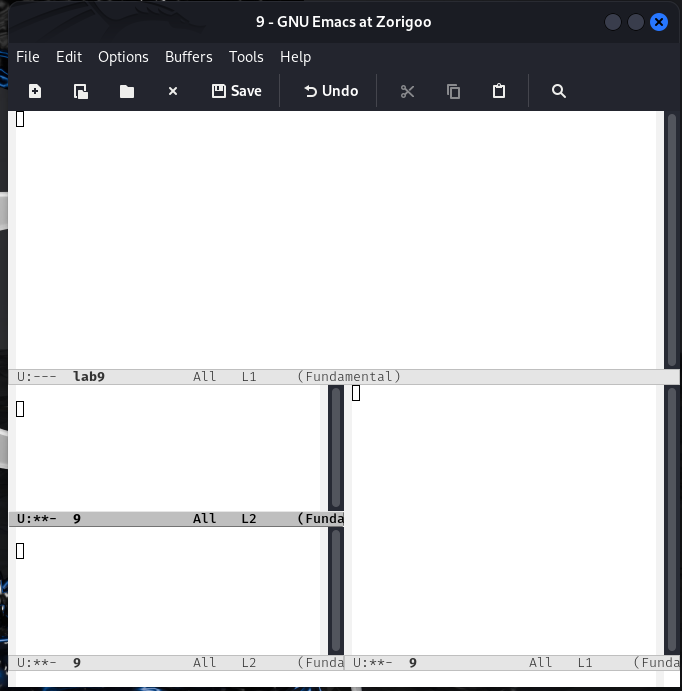 9 - GNU Emacs at Zorigoo
File Edit Options Buffers Tools Help
Save Undo
U:--- lab9 All L1 (Fundamental)
U:**- 9 All L2 (Funda
U:**- 9 All L2 (Funda
U:**- 9 All L1 (Funda